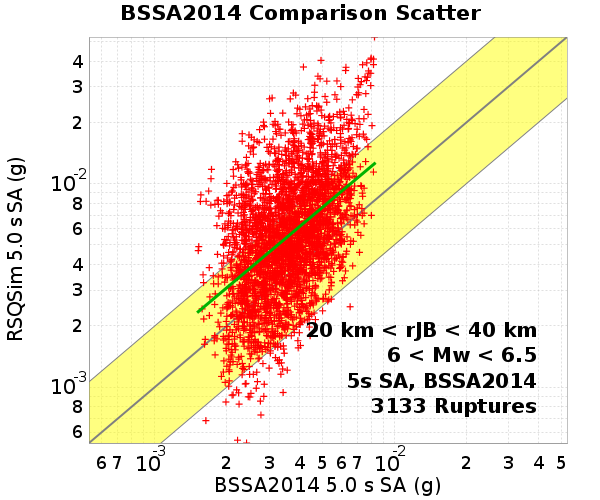 BSSA2014 Comparison Scatter
RSQSim 5.0 s SA (g)
4
3
2
10-2
8
6
4
3
2
10-3
8
6
20 km < rJB < 40 km
6 < Mw < 6.5
5s SA, BSSA2014
3133 Ruptures
6 7 10-3 2 3 4 5 6 7 10-2 2 3 4 5
BSSA2014 5.0 s SA (g)